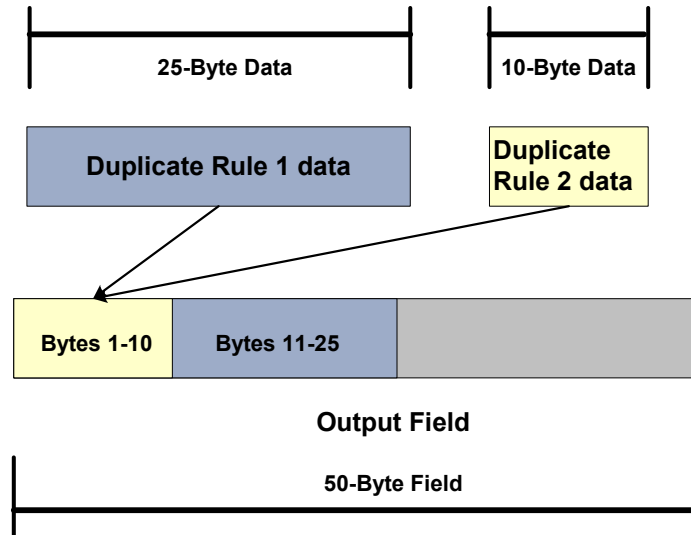 25-Byte Data
10-Byte Data
Duplicate Rule 1 data
Duplicate
Rule 2 data
Bytes 1-10
Bytes 11-25
Output Field
50-Byte Field